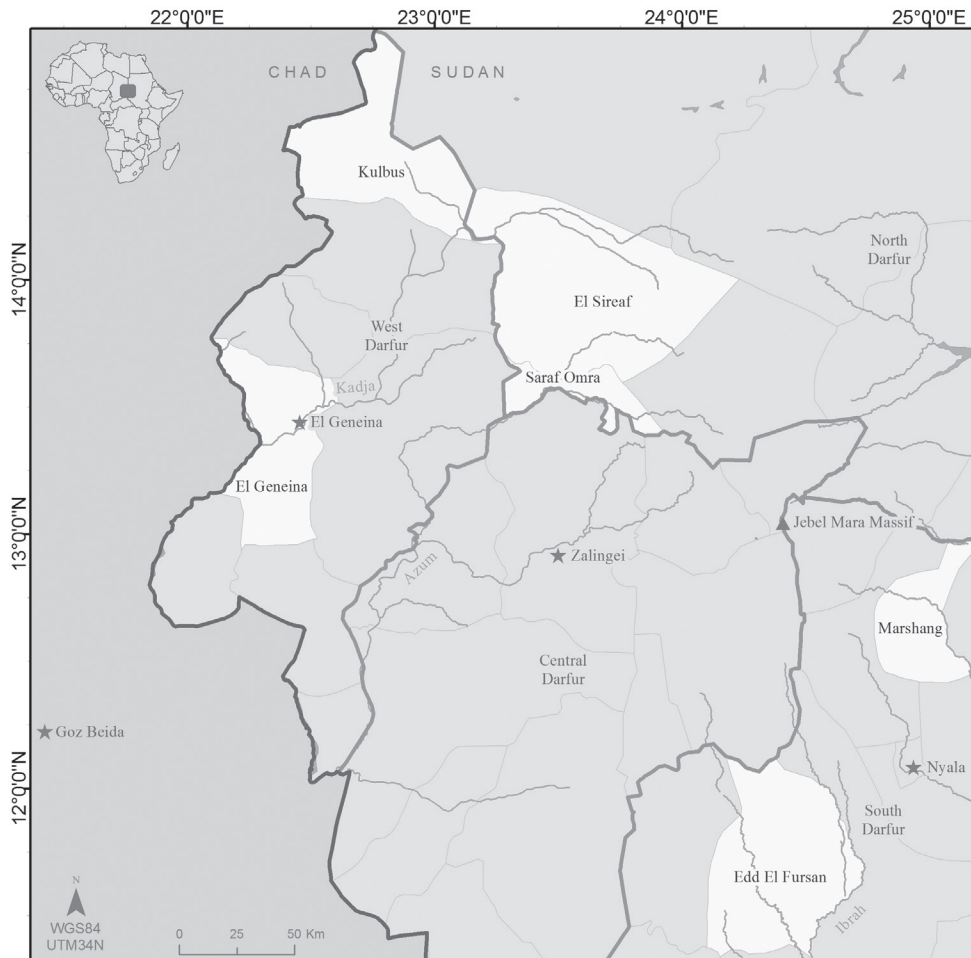 22°0'0"E
23°0'0"E
24°0'0"E
25°0'0"E
CHAD
SUDAN
Kulbus
North
Darfur
14°0'0"N
El Sireaf
West
Darfur
Saraf Omra
Kadja
El Geneina
El Geneina
Jebel Mara Massif
13°0'0"N
Zalingei
Azum
Marshang
Central
Darfur
Goz Beida
Nyala
12°0'0"N
South
Darfur
Edd El Fursan
Ibrah
N
WGS84
UTM34N
0 25 50 Km